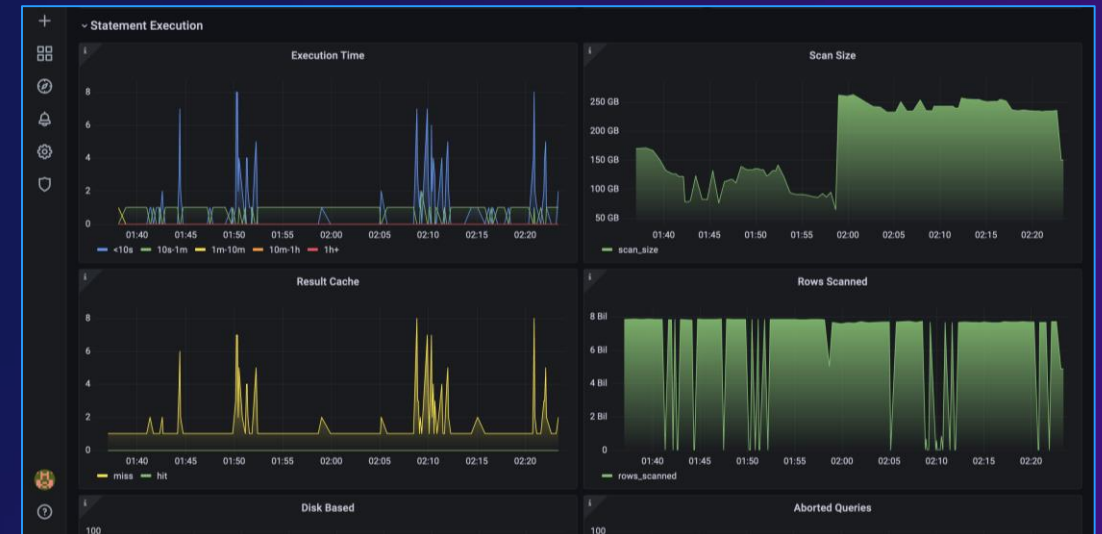 Statement Execution
Execution Time
8
6
4
2
0
01:40 01:45 01:50 01:55 02:00 02:05 02:10 02:15 02:20
<10s 10s-1m 1m-10m 10m-1h 1h+
Scan Size
250 GB
200 GB
150 GB
100 GB
50 GB
01:40 01:45 01:50 01:55 02:00 02:05 02:10 02:15 02:20
scan_size
Result Cache
8
6
4
2
0
01:40 01:45 01:50 01:55 02:00 02:05 02:10 02:15 02:20
miss hit
Rows Scanned
8 Bil
6 Bil
4 Bil
2 Bil
0
01:40 01:45 01:50 01:55 02:00 02:05 02:10 02:15 02:20
rows_scanned
Disk Based
100
Aborted Queries
100